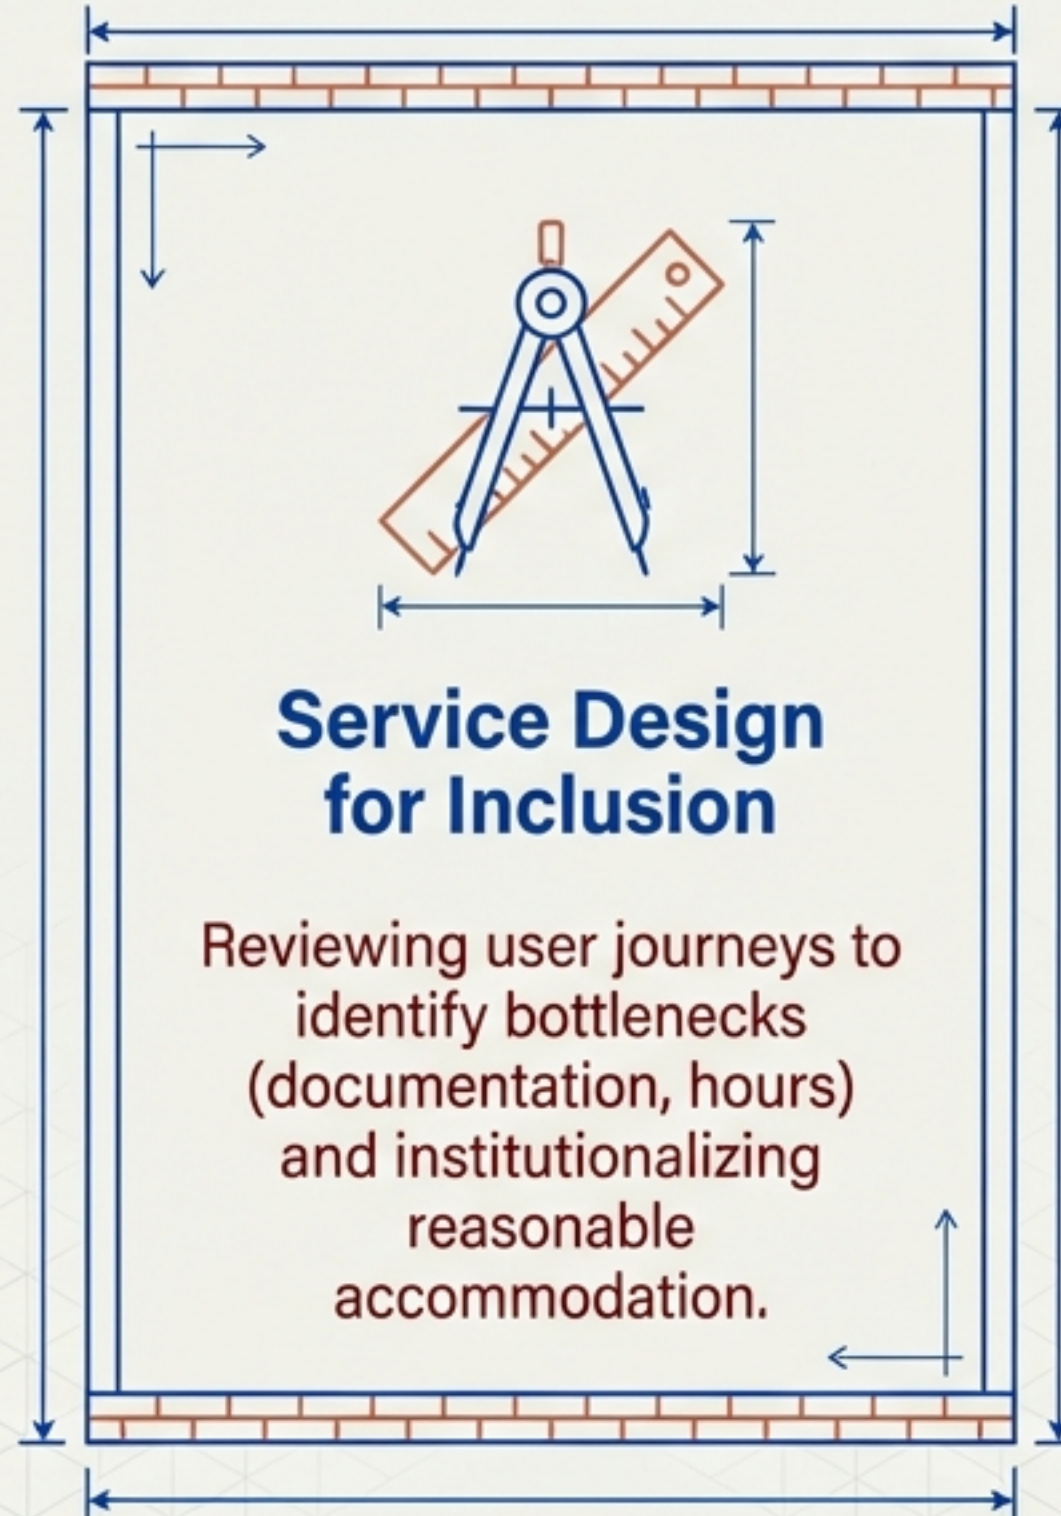 Service Design
for Inclusion
Reviewing user journeys to
identify bottlenecks
(documentation, hours)
and institutionalizing
reasonable
accommodation.